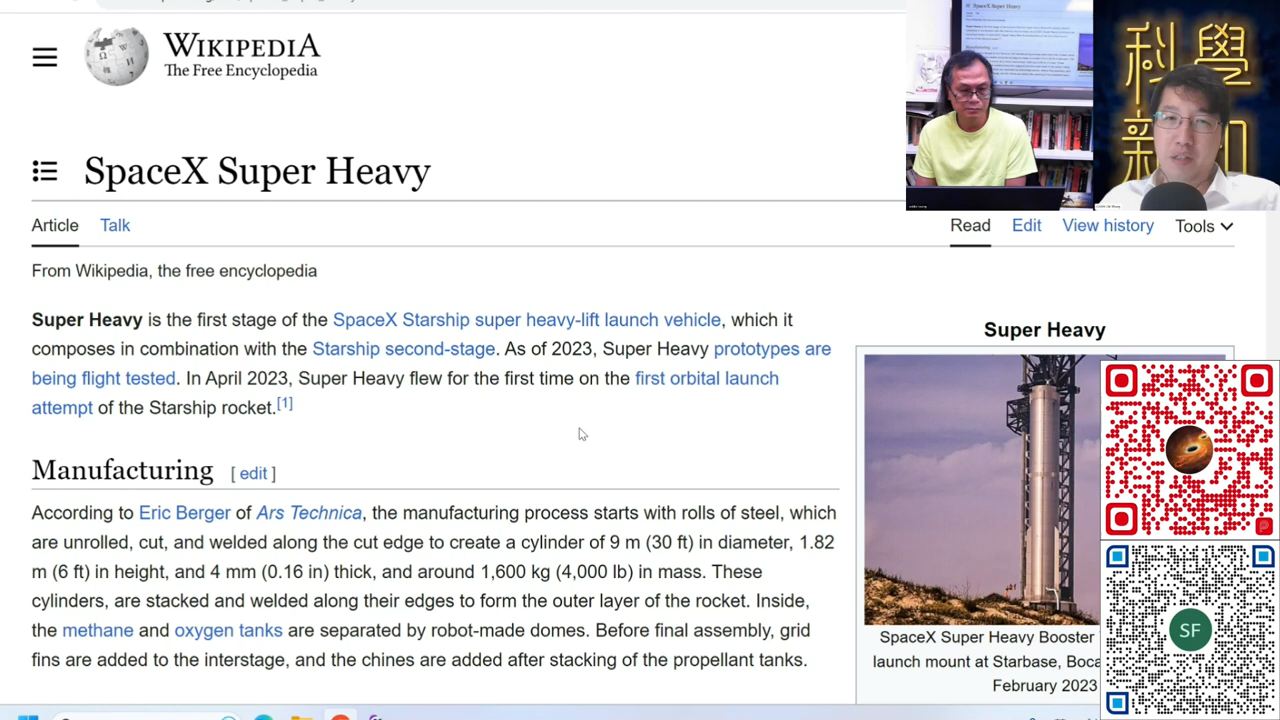 WIKIPEDIA
The Free Encyclopedia
SpaceX Super Heavy
Article Talk
Read Edit View history Tools
From Wikipedia, the free encyclopedia
Super Heavy is the first stage of the SpaceX Starship super heavy-lift launch vehicle, which it
composes in combination with the Starship second-stage. As of 2023, Super Heavy prototypes are
being flight tested. In April 2023, Super Heavy flew for the first time on the first orbital launch
attempt of the Starship rocket.[1]
Manufacturing [ edit ]
According to Eric Berger of Ars Technica, the manufacturing process starts with rolls of steel, which
are unrolled, cut, and welded along the cut edge to create a cylinder of 9 m (30 ft) in diameter, 1.82
m (6 ft) in height, and 4 mm (0.16 in) thick, and around 1,600 kg (4,000 lb) in mass. These
cylinders, are stacked and welded along their edges to form the outer layer of the rocket. Inside,
the methane and oxygen tanks are separated by robot-made domes. Before final assembly, grid
fins are added to the interstage, and the chines are added after stacking of the propellant tanks.
Super Heavy
SpaceX Super Heavy Booster
launch mount at Starbase, Boca
February 2023
SpaceX Super Heavy
科學
新
SF